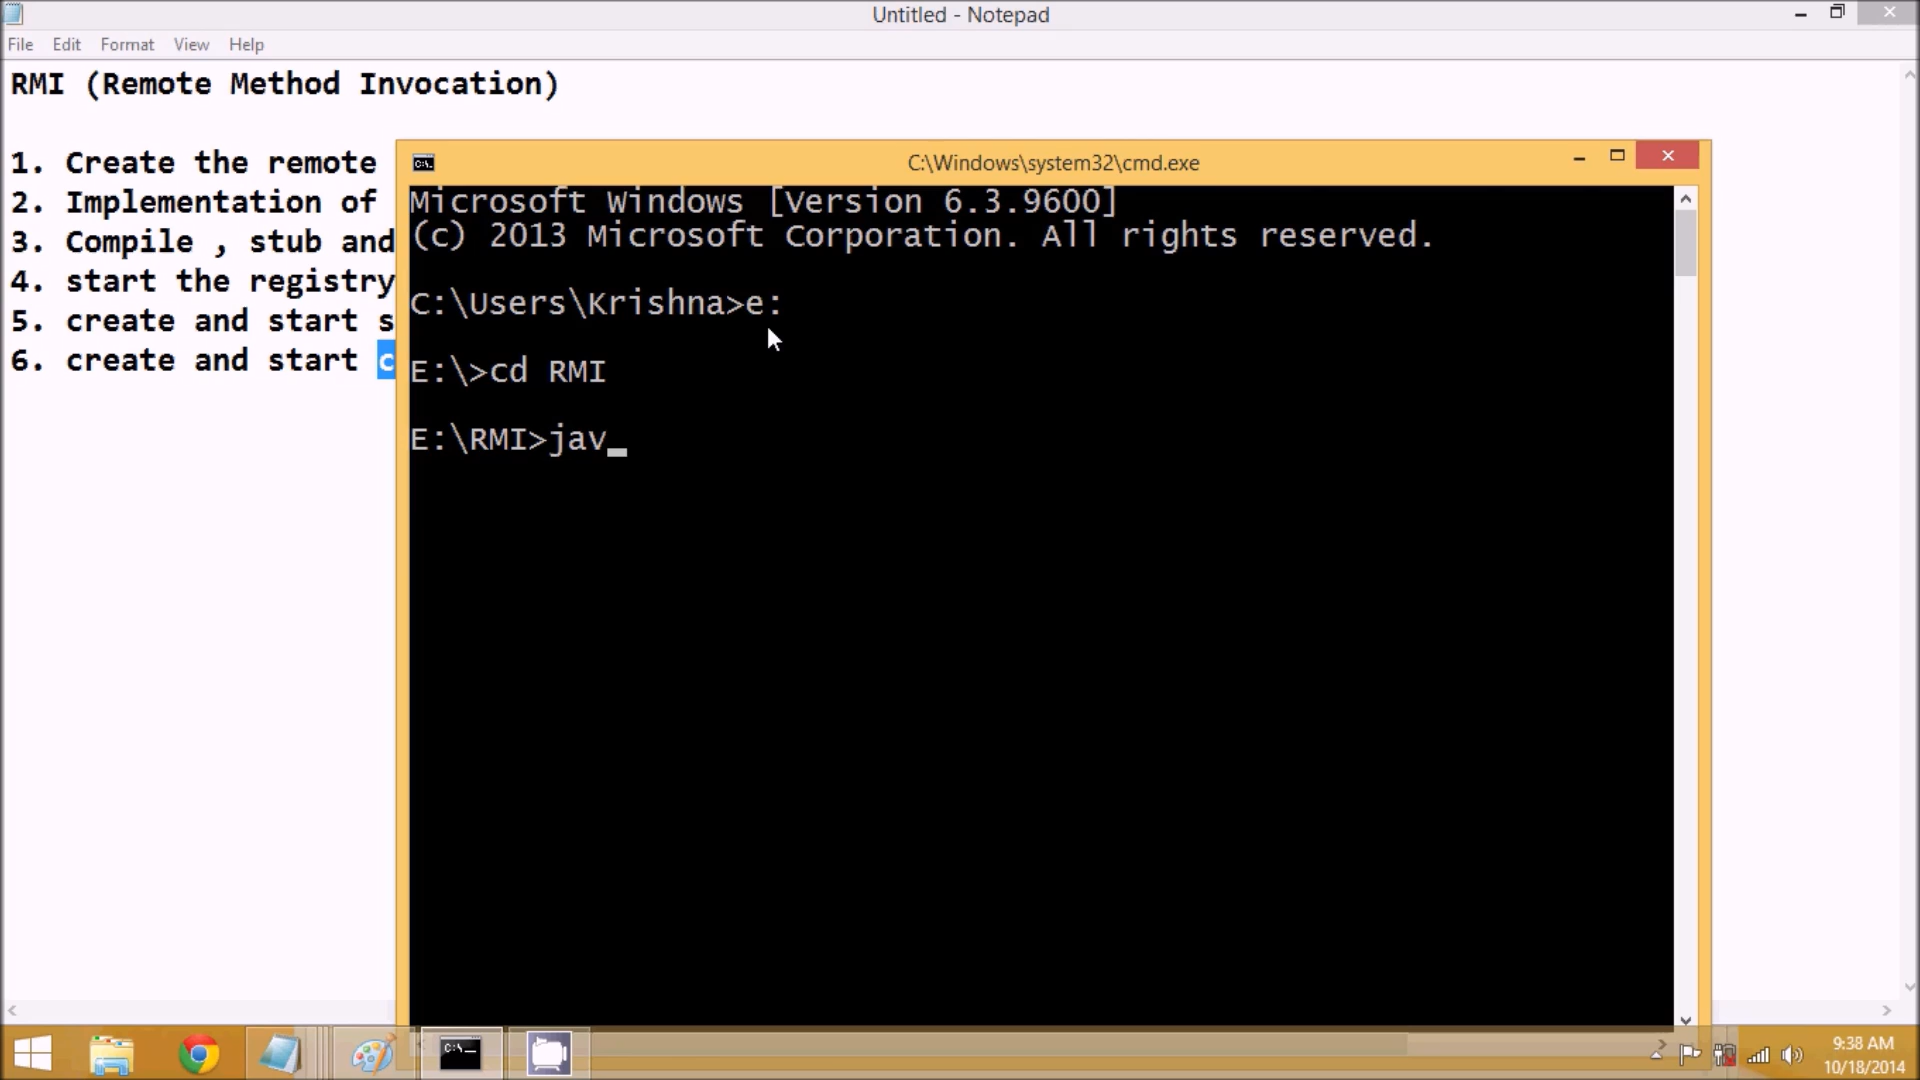 Untitled - Notepad
File Edit Format View Help
RMI (Remote Method Invocation)
1. Create the remote
2. Implementation of
3. Compile , stub and
4. start the registry
5. create and start s
6. create and start c
C:\Windows\system32\cmd.exe
Microsoft Windows [Version 6.3.9600]
(c) 2013 Microsoft Corporation. All rights reserved.
C:\Users\Krishna>e:
E:\>cd RMI
E:\RMI>jav_
9:38 AM
10/18/2014